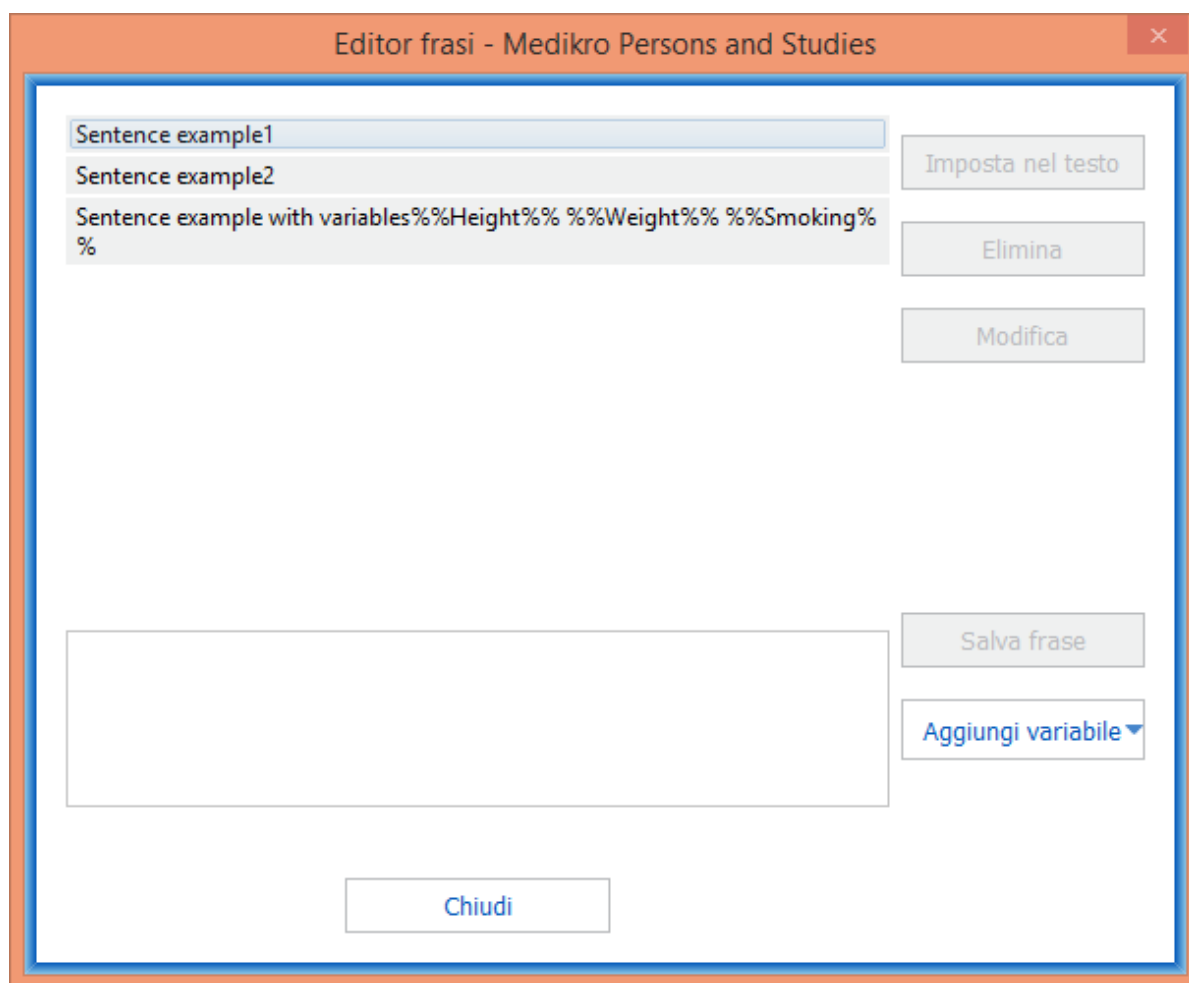 Editor frasi - Medikro Persons and Studies
Sentence example1
Imposta nel testo
Sentence example2
Sentence example with variables%%Height%% %%Weight%% %%Smoking%
%
Elimina
Modifica
Salva frase
Aggiungi variabile
Chiudi